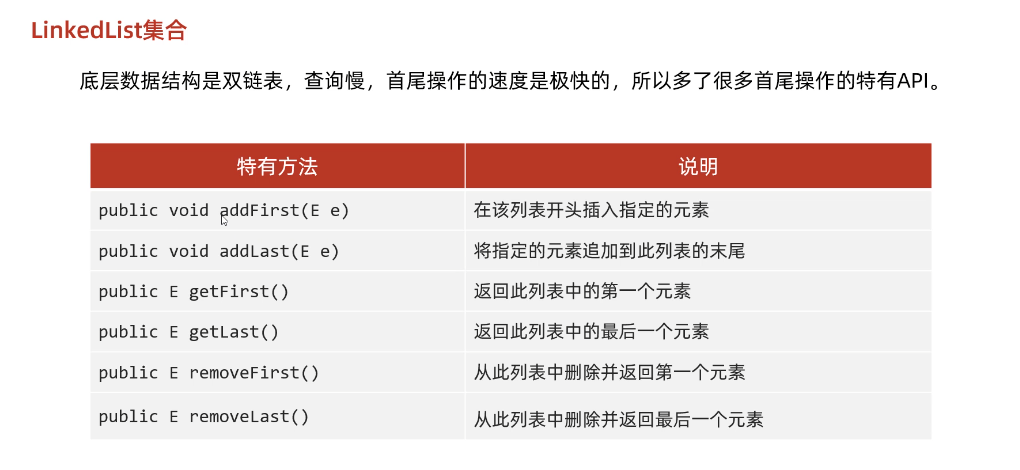 LinkedList集合
底层数据结构是双链表，查询慢，首尾操作的速度是极快的，所以多了很多首尾操作的特有API。
特有方法 说明
public void addFirst(E e) 在该列表开头插入指定的元素
public void addLast(E e) 将指定的元素追加到此列表的末尾
public E getFirst() 返回此列表中的第一个元素
public E getLast() 返回此列表中的最后一个元素
public E removeFirst() 从此列表中删除并返回第一个元素
public E removeLast() 从此列表中删除并返回最后一个元素